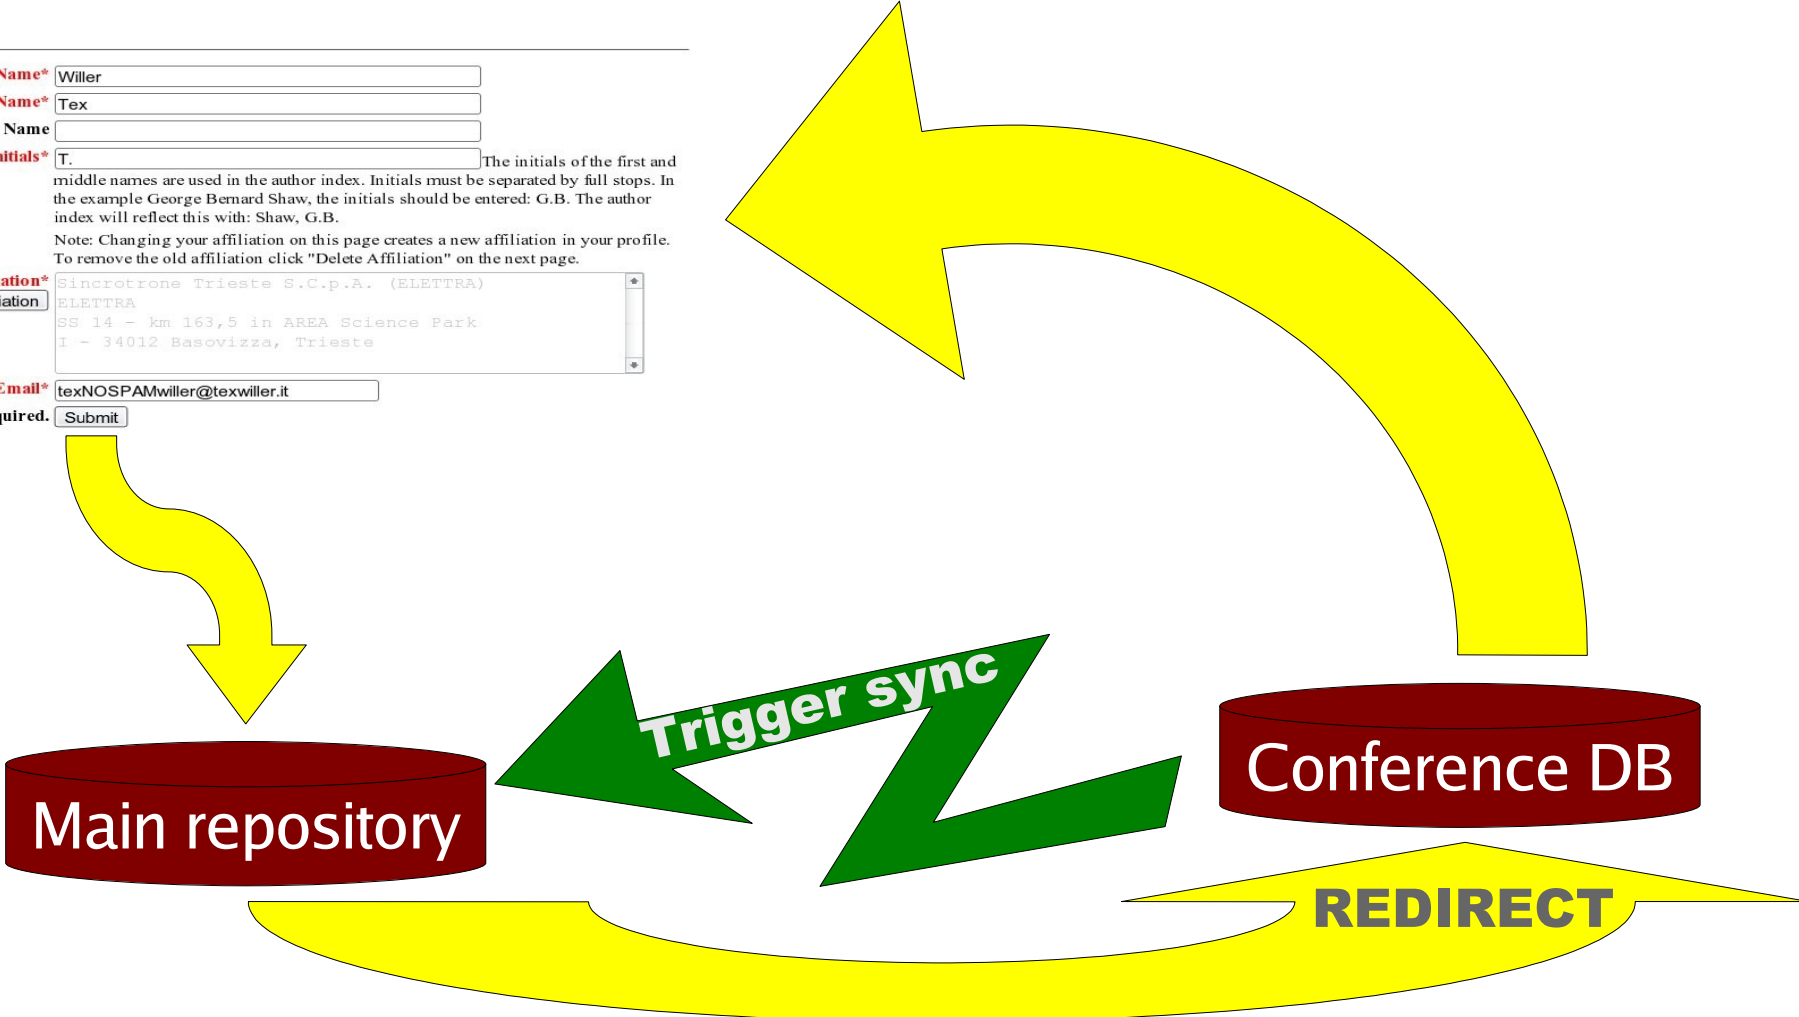 Name* Willer
Name* Tex
Name
itials* T. The initials of the first and
middle names are used in the author index. Initials must be separated by full stops. In
the example George Bernard Shaw, the initials should be entered: G.B. The author
index will reflect this with: Shaw, G.B.
Note: Changing your affiliation on this page creates a new affiliation in your profile.
To remove the old affiliation click "Delete Affiliation" on the next page.
ation* Sincrotrone Trieste S.C.p.A. (ELETTRA)
iation ELETTRA
SS 14 - km 163,5 in AREA Science Park
I - 34012 Basovizza, Trieste
Email* texNOSPAMwiller@texwiller.it
quired. Submit
Trigger sync
Conference DB
Main repository
REDIRECT